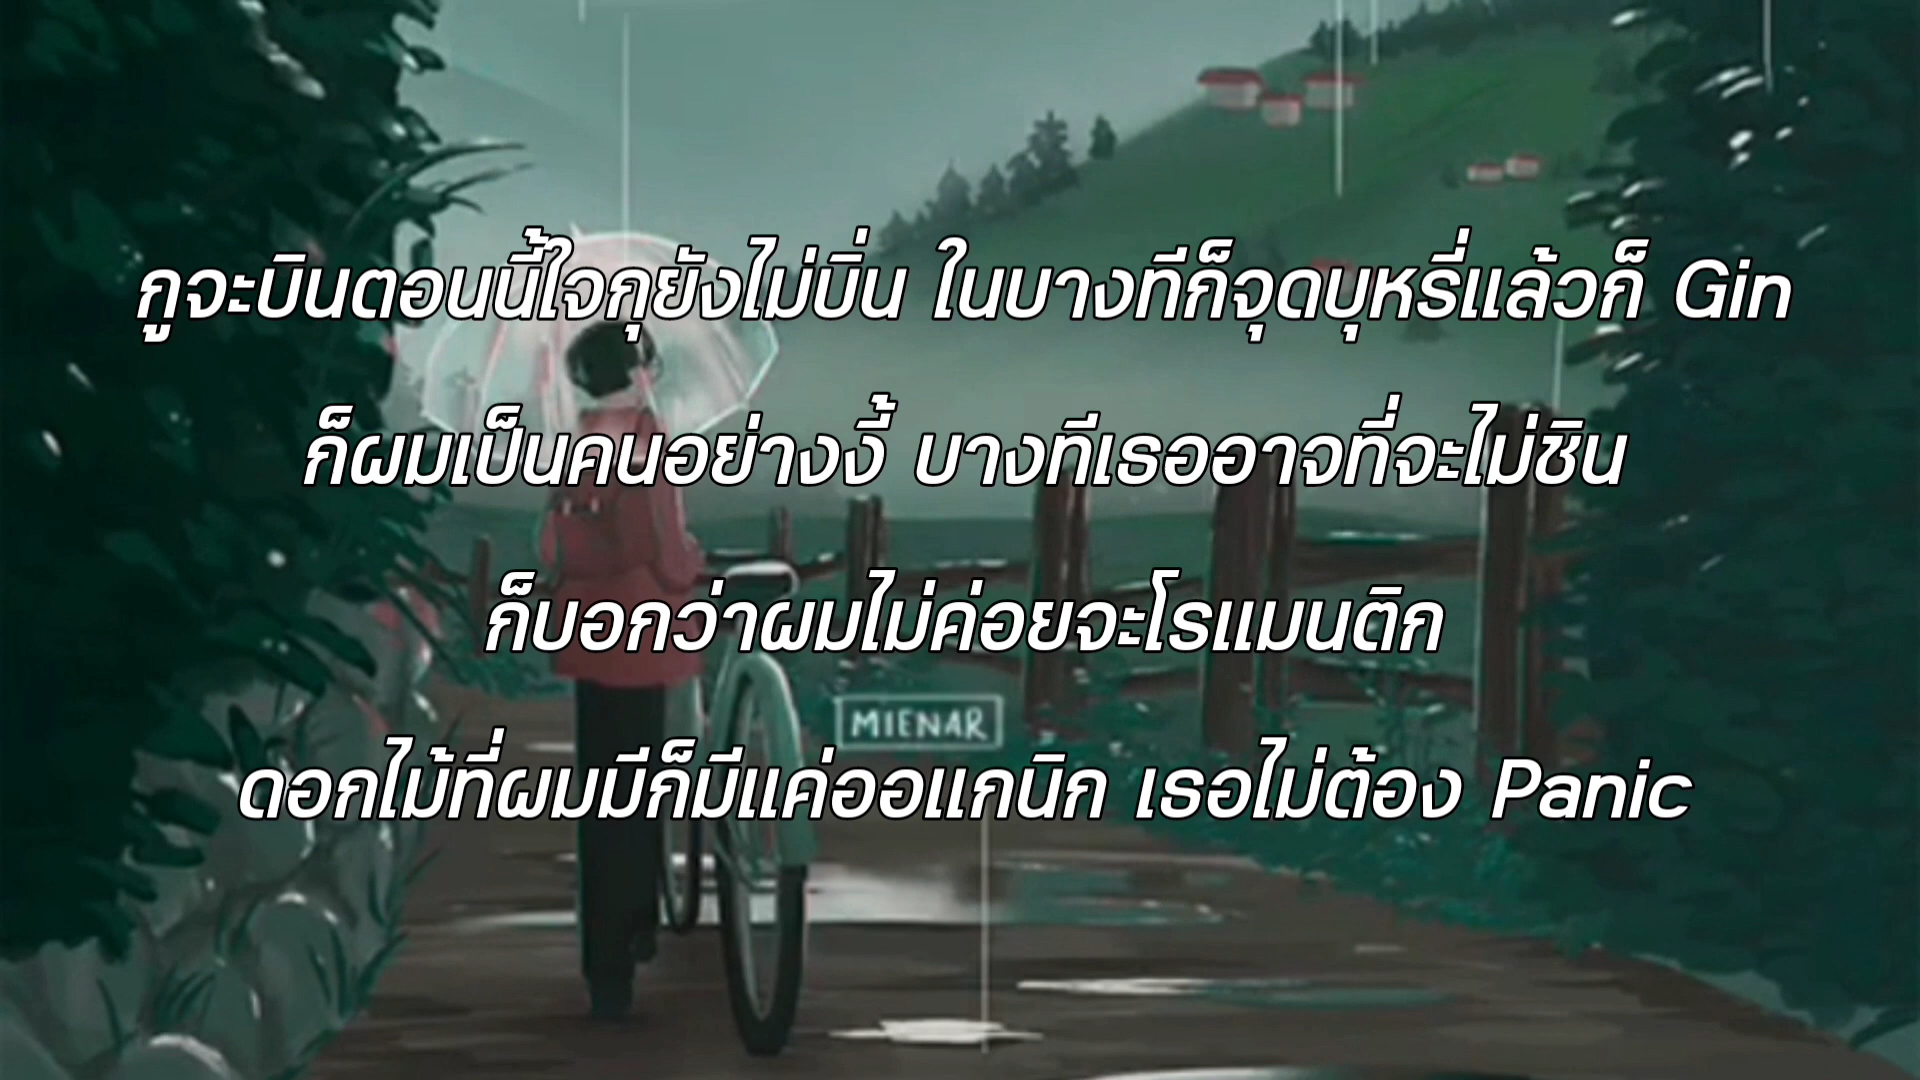 กูจะบินตอนนี้ใจกุยังไม่บิ่น ในบางทีก็จุดบุหรี่แล้วก็ Gin
ก็ผมเป็นคนอย่างงี้ บางทีเธออาจที่จะไม่ชิน
ก็บอกว่าผมไม่ค่อยจะโรแมนติก
MIENAR
ดอกไม้ที่ผมมีก็มีแค่ออแกนิก เธอไม่ต้อง Panic